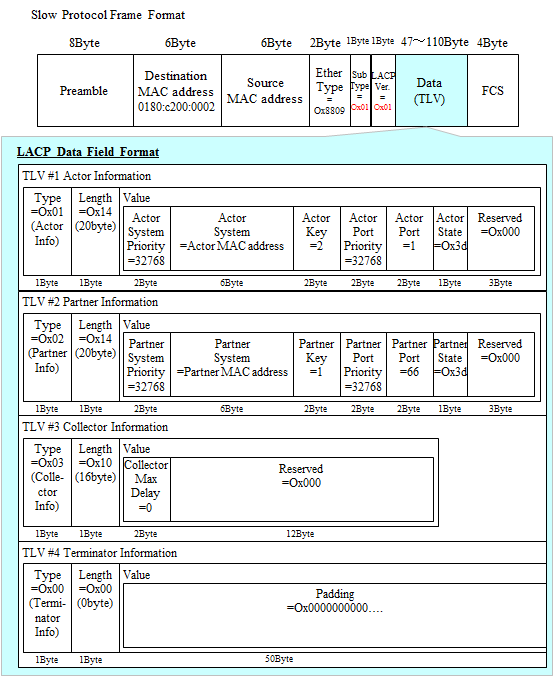 Slow Protocol Frame Format
8Byte 6Byte 6Byte 2Byte 1Byte 1Byte 47～110Byte 4Byte
Preamble
Destination
MAC address
0180:c200:0002
Source
MAC address
Ether
Type
=
Ox8809
Sub
Type
=
Ox01
LACP
Ver.
=
Ox01
Data
(TLV)
FCS
LACP Data Field Format
TLV #1 Actor Information
Type
=Ox01
(Actor
Info)
Length
=Ox14
(20byte)
Value
Actor
System
Priority
=32768
Actor
System
=Actor MAC address
Actor
Key
=2
Actor
Port
Priority
=32768
Actor
Port
=1
Actor
State
=Ox3d
Reserved
=Ox000
1Byte 1Byte 2Byte 6Byte 2Byte 2Byte 2Byte 1Byte 3Byte
TLV #2 Partner Information
Type
=Ox02
(Partner
Info)
Length
=Ox14
(20byte)
Value
Partner
System
Priority
=32768
Partner
System
=Partner MAC address
Partner
Key
=1
Partner
Port
Priority
=32768
Partner
Port
=66
Partner
State
=Ox3d
Reserved
=Ox000
1Byte 1Byte 2Byte 6Byte 2Byte 2Byte 2Byte 1Byte 3Byte
TLV #3 Collector Information
Type
=Ox03
(Colle-
ctor
Info)
Length
=Ox10
(16byte)
Value
Collector
Max
Delay
=0
Reserved
=Ox000
1Byte 1Byte 2Byte 12Byte
TLV #4 Terminator Information
Type
=Ox00
(Termi-
nator
Info)
Length
=Ox00
(0byte)
Value
Padding
=Ox0000000000....
1Byte 1Byte 50Byte